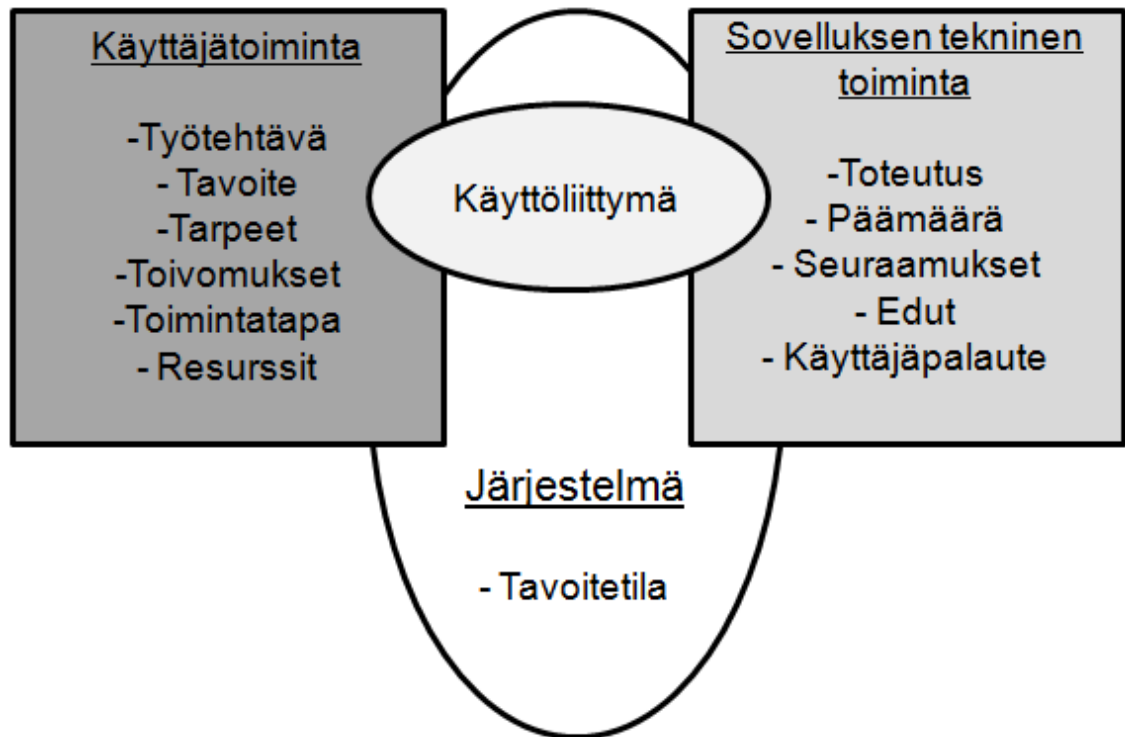 Käyttäjätoiminta
-Työtehtävä
- Tavoite
-Tarpeet
-Toivomukset
-Toimintatapa
- Resurssit
Käyttöliittymä
Sovelluksen tekninen
toiminta
-Toteutus
- Päämäärä
- Seuraamukset
- Edut
- Käyttäjäpalaute
Järjestelmä
- Tavoitetila